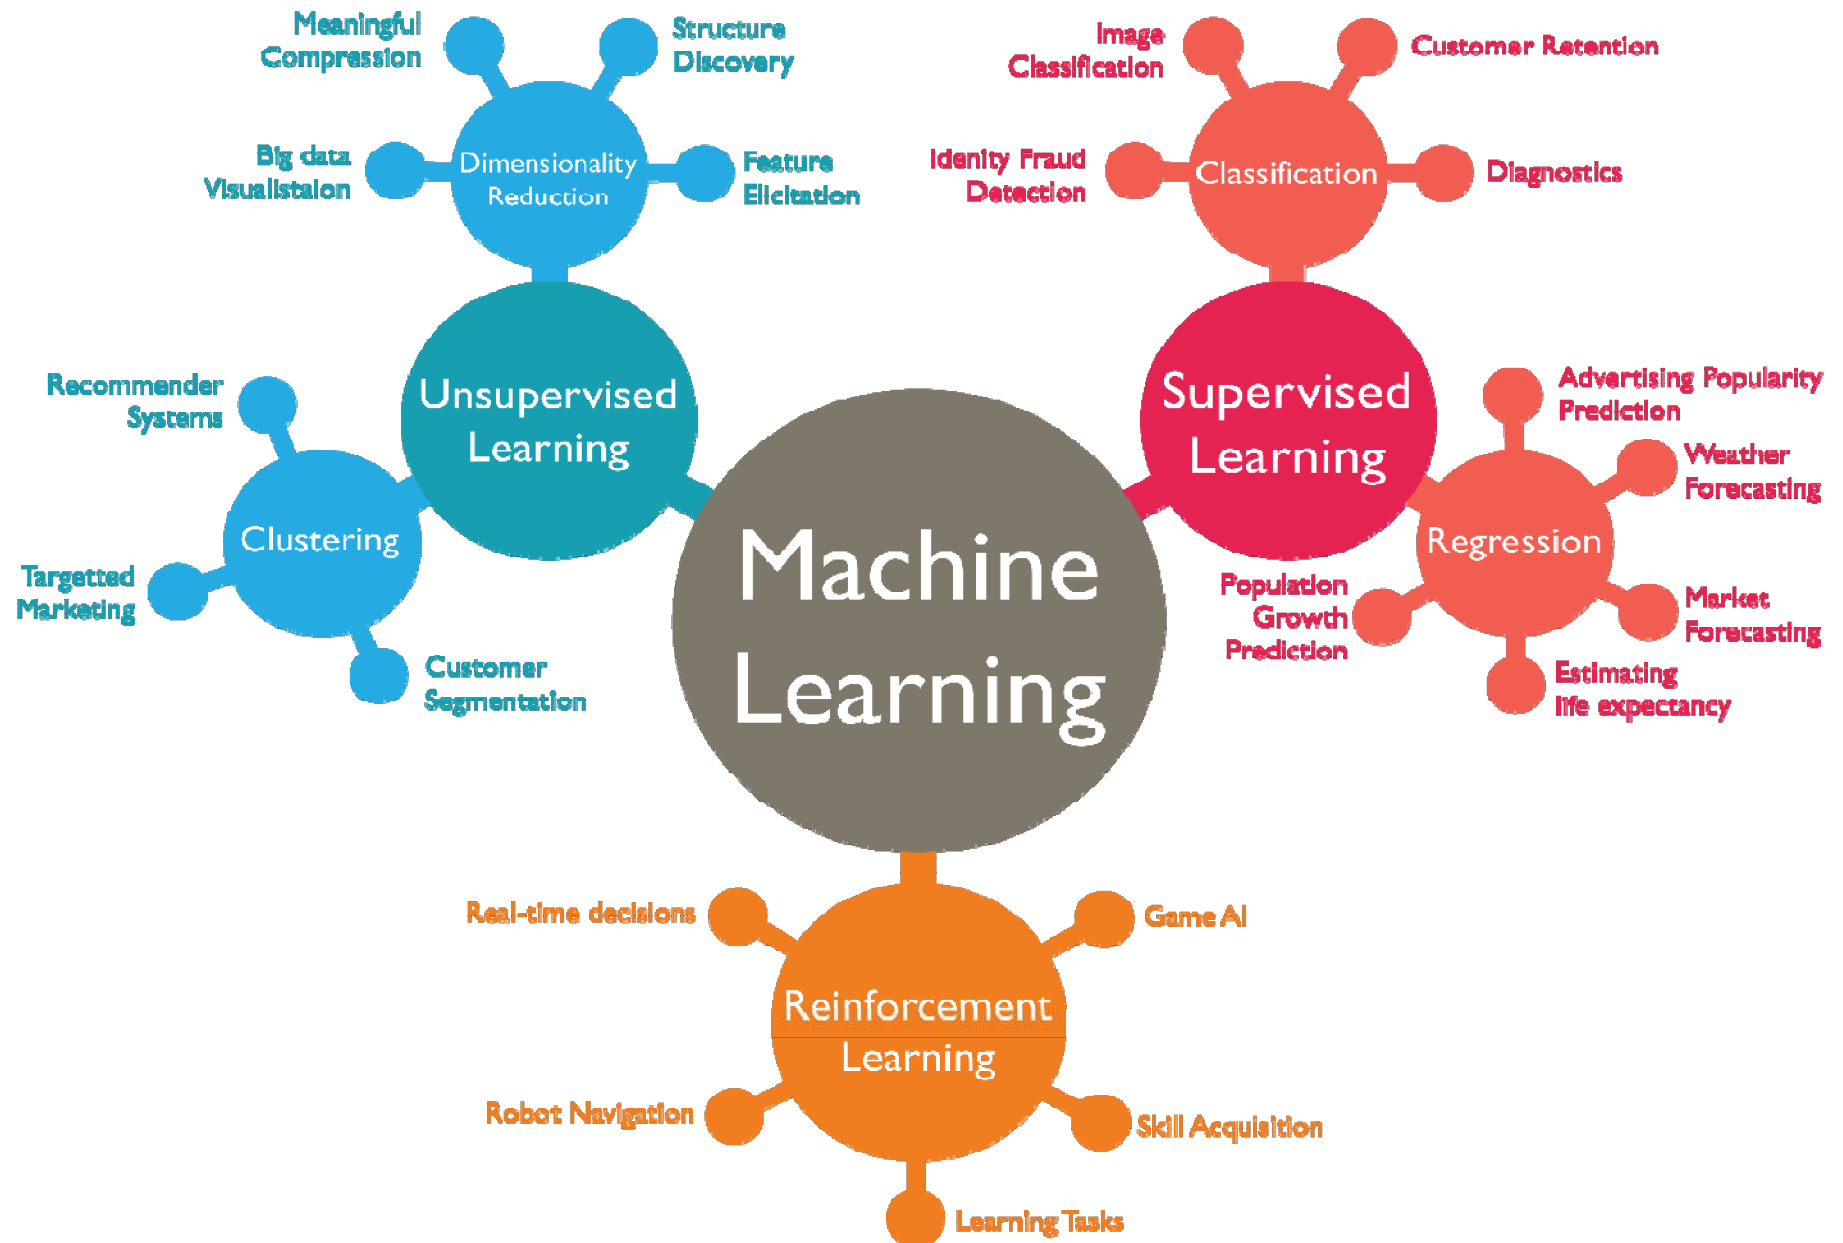 Meaningful
Compression
Structure
Discovery
Big data
Visualistaion
Dimensionality
Reduction
Feature
Elicitation
Image
Classification
Customer Retention
Idenity Fraud
Detection
Classification
Diagnostics
Unsupervised
Learning
Recommender
Systems
Clustering
Targetted
Marketing
Customer
Segmentation
Supervised
Learning
Advertising Popularity
Prediction
Weather
Forecasting
Regression
Population
Growth
Prediction
Market
Forecasting
Estimating
life expectancy
Machine
Learning
Real-time decisions
Game AI
Reinforcement
Learning
Robot Navigation
Skill Acquisition
Learning Tasks